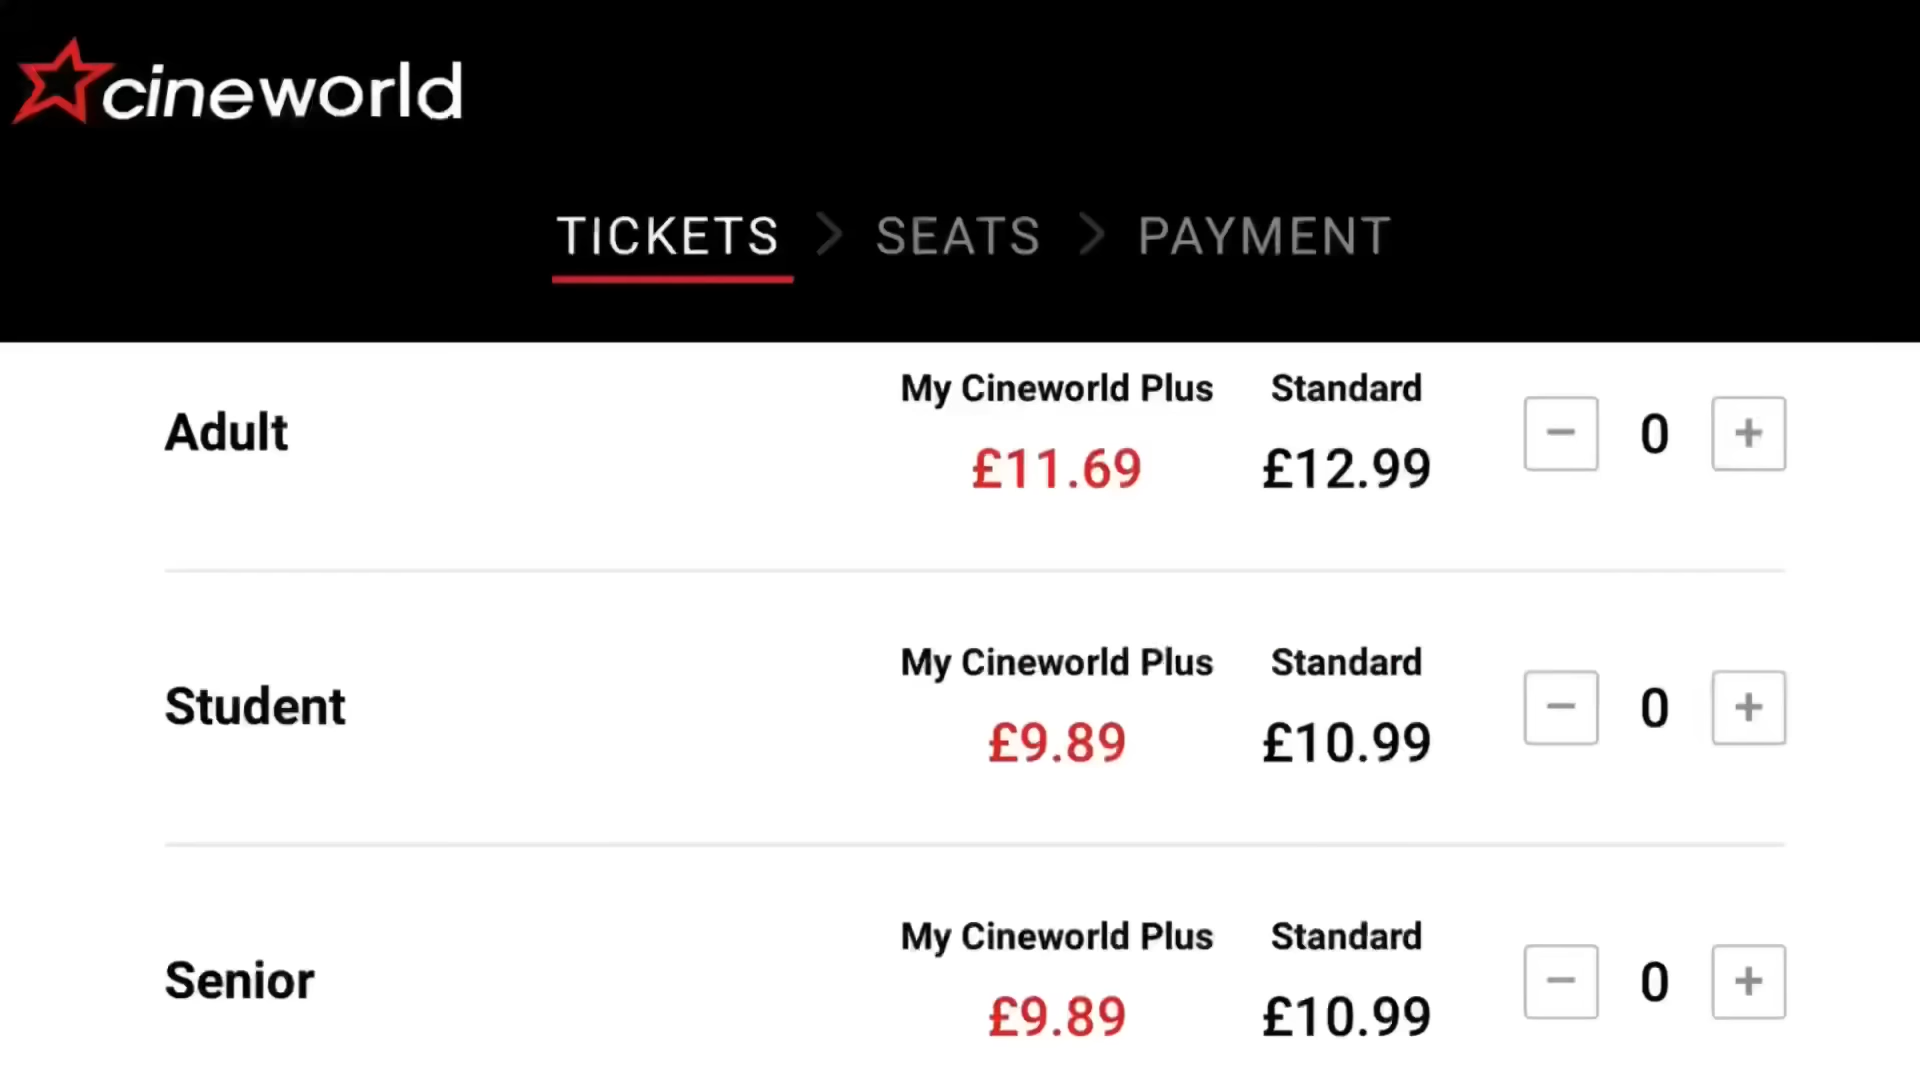 cineworld
TICKETS > SEATS > PAYMENT
My Cineworld Plus Standard
Adult £11.69 £12.99 − 0 +
My Cineworld Plus Standard
Student £9.89 £10.99 − 0 +
My Cineworld Plus Standard
Senior £9.89 £10.99 − 0 +